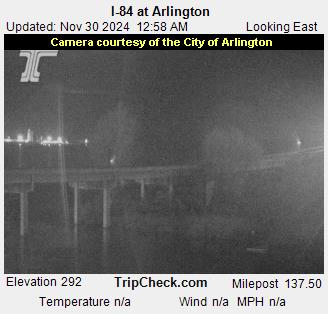 I-84 at Arlington
Updated: Nov 30 2024 12:58 AM Looking East
Camera courtesy of the City of Arlington
Elevation 292 TripCheck.com Milepost 137.50
Temperature n/a Wind n/a MPH n/a